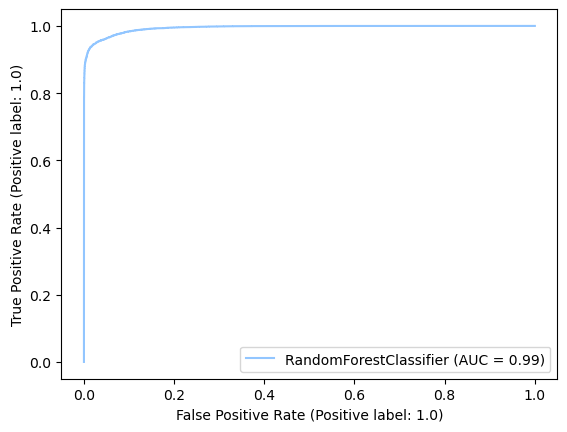 1.0
0.8
0.6
0.4
0.2
0.0
True Positive Rate (Positive label: 1.0)
RandomForestClassifier (AUC = 0.99)
0.0 0.2 0.4 0.6 0.8 1.0
False Positive Rate (Positive label: 1.0)